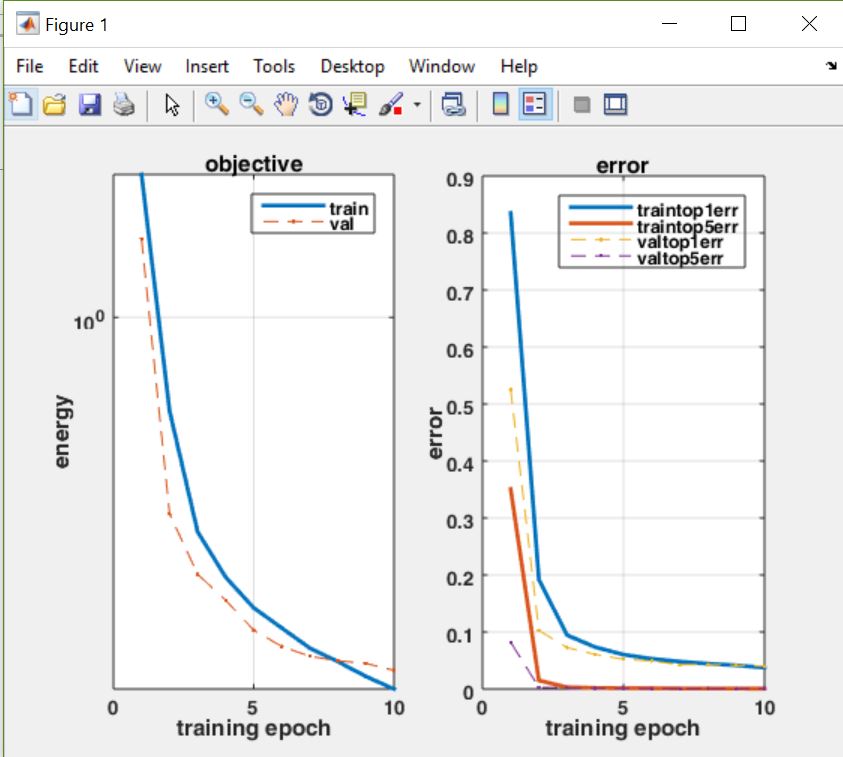 Figure 1
File Edit View Insert Tools Desktop Window Help
objective
train
val
10^0
energy
0 5 10
training epoch
error
traintop1err
traintop5err
valtop1err
valtop5err
0.9
0.8
0.7
0.6
0.5
0.4
0.3
0.2
0.1
0
error
0 5 10
training epoch